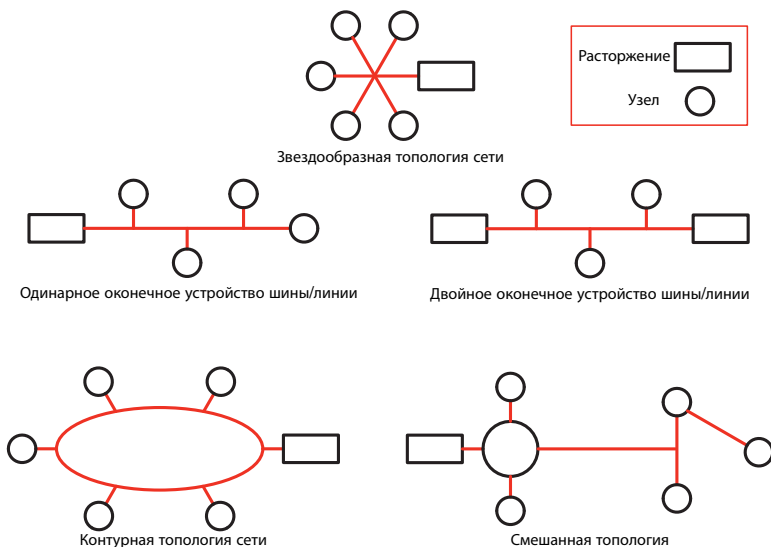 Расторжение
Узел
Звездообразная топология сети
Одинарное оконечное устройство шины/линии
Двойное оконечное устройство шины/линии
Контурная топология сети
Смешанная топология